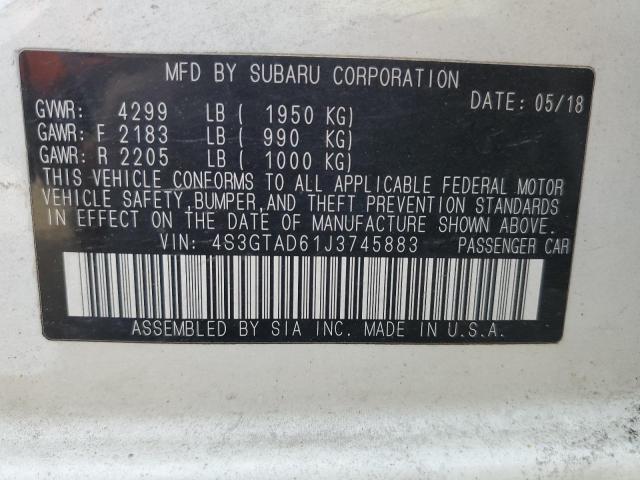 MFD BY SUBARU CORPORATION
DATE: 05/18
GVWR: 4299 LB ( 1950 KG)
GAWR: F 2183 LB ( 990 KG)
GAWR: R 2205 LB ( 1000 KG)
THIS VEHICLE CONFORMS TO ALL APPLICABLE FEDERAL MOTOR
VEHICLE SAFETY, BUMPER, AND THEFT PREVENTION STANDARDS
IN EFFECT ON THE DATE OF MANUFACTURE SHOWN ABOVE.
VIN: 4S3GTAD61J3745883 PASSENGER CAR
ASSEMBLED BY SIA INC. MADE IN U.S.A.